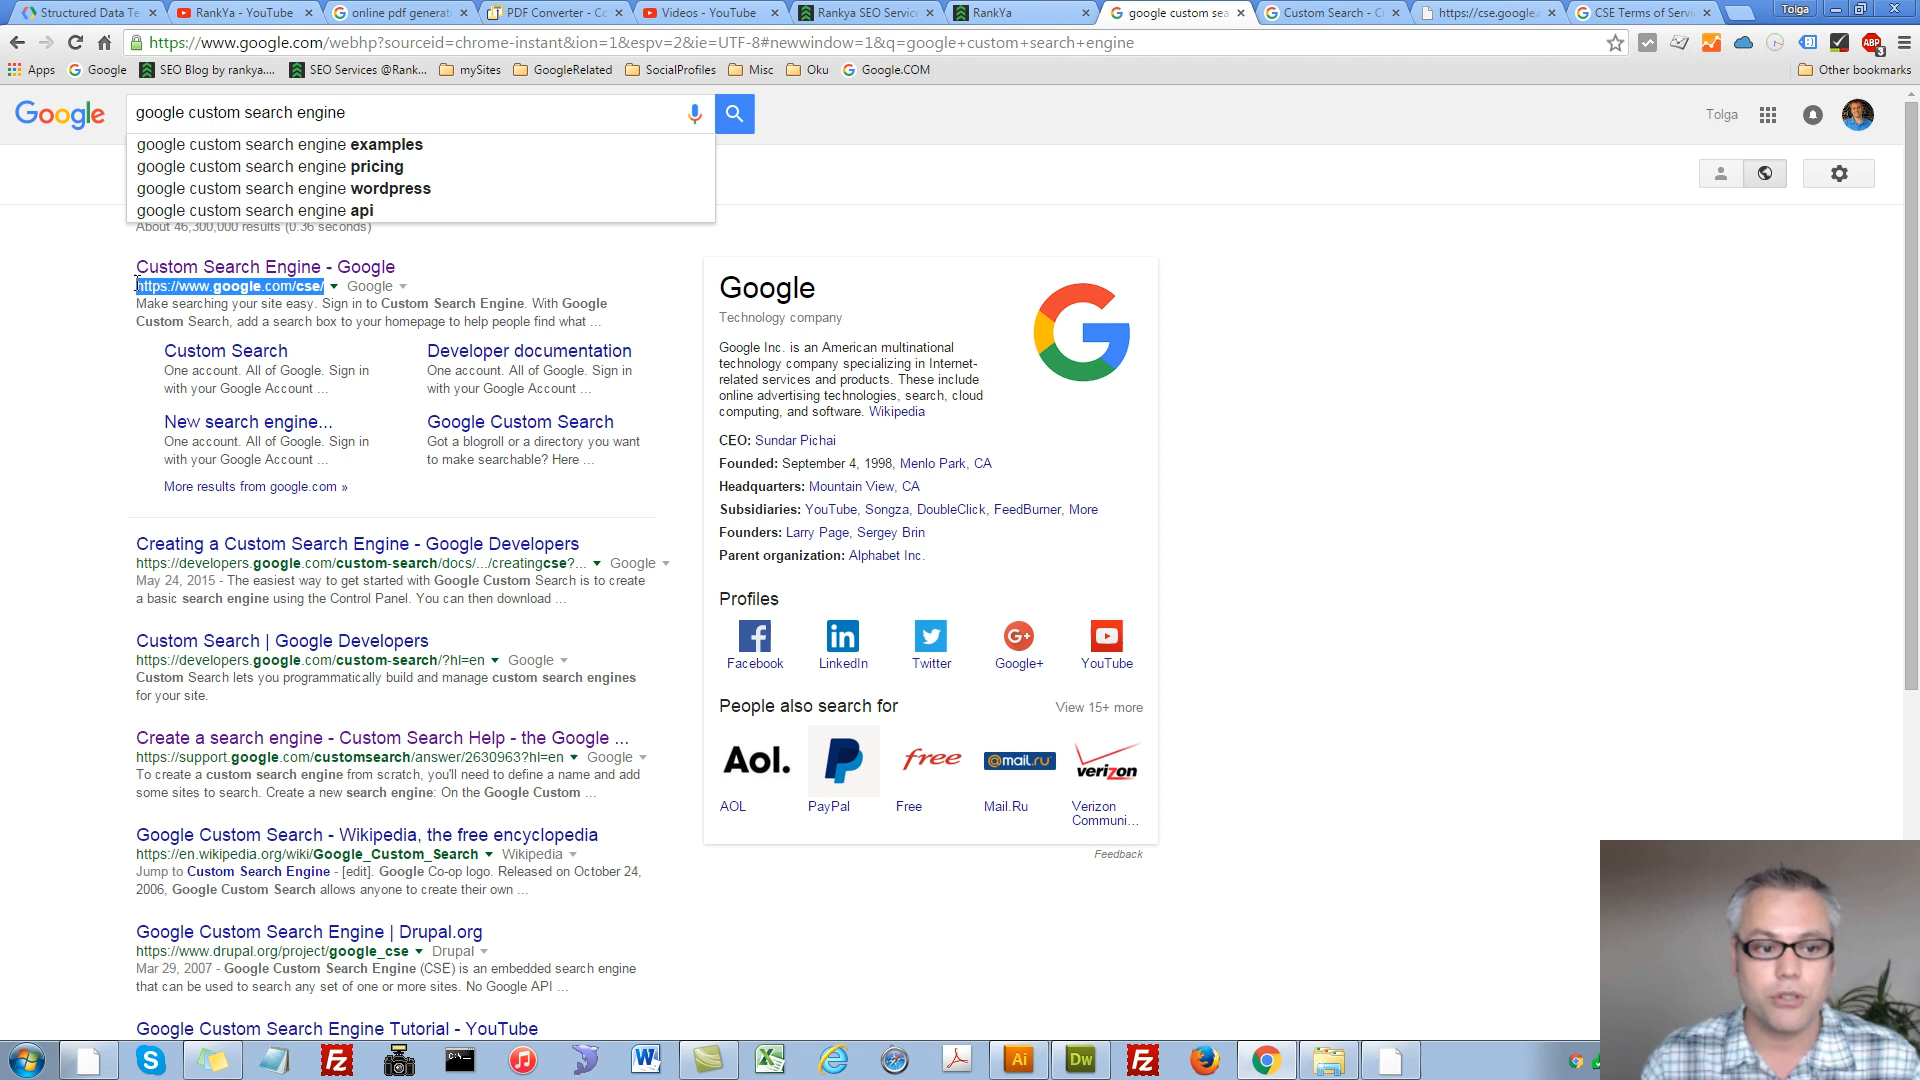 Structured Data Te
RankYa - YouTube
online pdf generat
PDF Converter - Co
Videos - YouTube
Rankya SEO Service
RankYa
google custom sea
Custom Search - C
https://cse.google.
CSE Terms of Servi
Tolga
https://www.google.com/webhp?sourceid=chrome-instant&ion=1&espv=2&ie=UTF-8#newwindow=1&q=google+custom+search+engine
Apps
Google
SEO Blog by rankya....
SEO Services @Rank...
mySites
GoogleRelated
SocialProfiles
Misc
Oku
Google.COM
Other bookmarks
Google
google custom search engine
Tolga
google custom search engine examples
google custom search engine pricing
google custom search engine wordpress
google custom search engine api
About 46,300,000 results (0.36 seconds)
Custom Search Engine - Google
https://www.google.com/cse/ Google
Make searching your site easy. Sign in to Custom Search Engine. With Google
Custom Search, add a search box to your homepage to help people find what ...
Custom Search
One account. All of Google. Sign in
with your Google Account ...
Developer documentation
One account. All of Google. Sign in
with your Google Account ...
New search engine...
One account. All of Google. Sign in
with your Google Account ...
Google Custom Search
Got a blogroll or a directory you want
to make searchable? Here ...
More results from google.com »
Creating a Custom Search Engine - Google Developers
https://developers.google.com/custom-search/docs/.../creatingcse?... Google
May 24, 2015 - The easiest way to get started with Google Custom Search is to create
a basic search engine using the Control Panel. You can then download ...
Custom Search | Google Developers
https://developers.google.com/custom-search/?hl=en Google
Custom Search lets you programmatically build and manage custom search engines
for your site.
Create a search engine - Custom Search Help - the Google ...
https://support.google.com/customsearch/answer/2630963?hl=en Google
To create a custom search engine from scratch, you'll need to define a name and add
some sites to search. Create a new search engine: On the Google Custom ...
Google Custom Search - Wikipedia, the free encyclopedia
https://en.wikipedia.org/wiki/Google_Custom_Search Wikipedia
Jump to Custom Search Engine - [edit]. Google Co-op logo. Released on October 24,
2006, Google Custom Search allows anyone to create their own ...
Google Custom Search Engine | Drupal.org
https://www.drupal.org/project/google_cse Drupal
Mar 29, 2007 - Google Custom Search Engine (CSE) is an embedded search engine
that can be used to search any set of one or more sites. No Google API ...
Google Custom Search Engine Tutorial - YouTube
Google
Technology company
Google Inc. is an American multinational
technology company specializing in Internet-
related services and products. These include
online advertising technologies, search, cloud
computing, and software. Wikipedia
CEO: Sundar Pichai
Founded: September 4, 1998, Menlo Park, CA
Headquarters: Mountain View, CA
Subsidiaries: YouTube, Songza, DoubleClick, FeedBurner, More
Founders: Larry Page, Sergey Brin
Parent organization: Alphabet Inc.
Profiles
Facebook
LinkedIn
Twitter
Google+
YouTube
People also search for
View 15+ more
Aol.
free
@mail.ru
verizon
AOL
PayPal
Free
Mail.Ru
Verizon
Communi...
Feedback
Ai
Dw